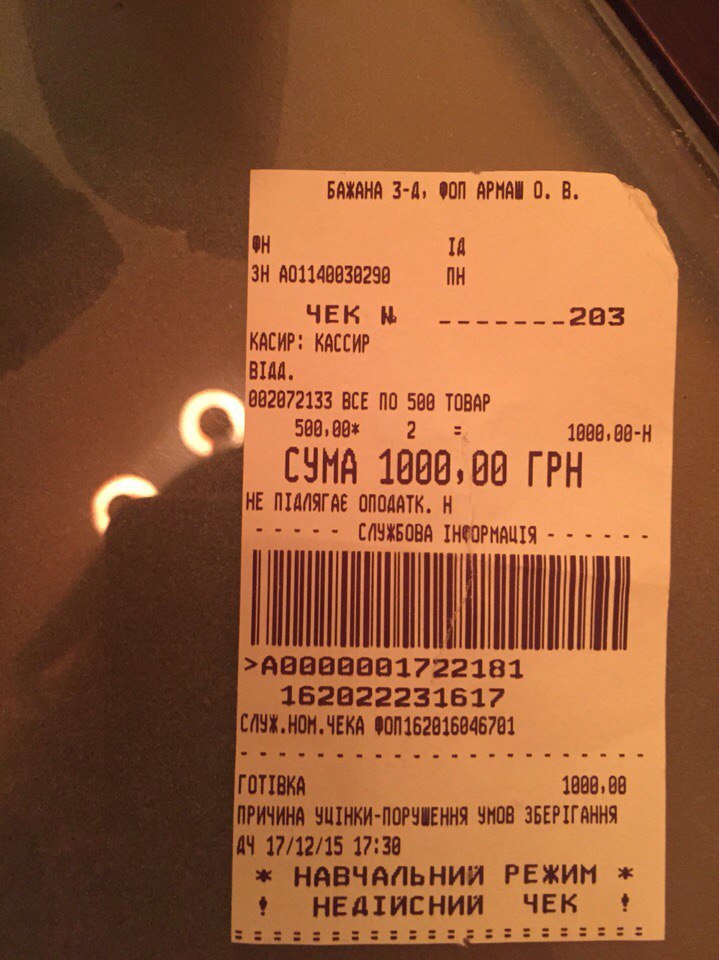 БАЖАНА 3-Д, ФОП АРМАШ О. В.
ФН ІД
ЗН АО1140030290 ПН
ЧЕК № _______203
КАСИР: КАССИР
ВІДД.
002072133 ВСЕ ПО 500 ТОВАР
500,00* 2 = 1000,00-Н
СУМА 1000,00 ГРН
НЕ ПІДЛЯГАЄ ОПОДАТК. Н
- - - - - СЛУЖБОВА ІНФОРМАЦІЯ - - - - - -
>A0000001722181
162022231617
СЛУЖ.НОМ.ЧЕКА ФОП162016046701
ГОТІВКА 1000,00
ПРИЧИНА УЦІНКИ-ПОРУШЕННЯ УМОВ ЗБЕРІГАННЯ
ДЧ 17/12/15 17:30
* НАВЧАЛЬНИЙ РЕЖИМ *
! НЕДІЙСНИЙ ЧЕК !